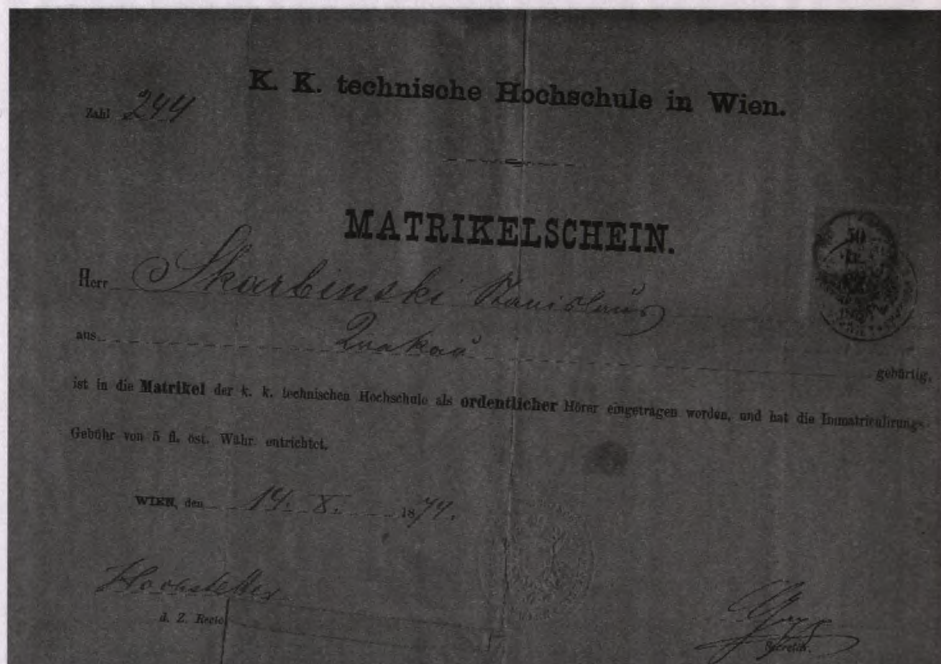 K. K. technische Hochschule in Wien.
Zahl 244
MATRIKELSCHEIN.
50
Herr Skarbinski Stanislaus
aus Krakau gebürtig,
ist in die Matrikel der k. k. technischen Hochschule als ordentlicher Hörer eingetragen worden, und hat die Immatriculirungs-
Gebühr von 5 fl. öst. Währ. entrichtet.
WIEN, den 14. X. 1874.
Hochstetter
d. Z. Rector
Secretär.